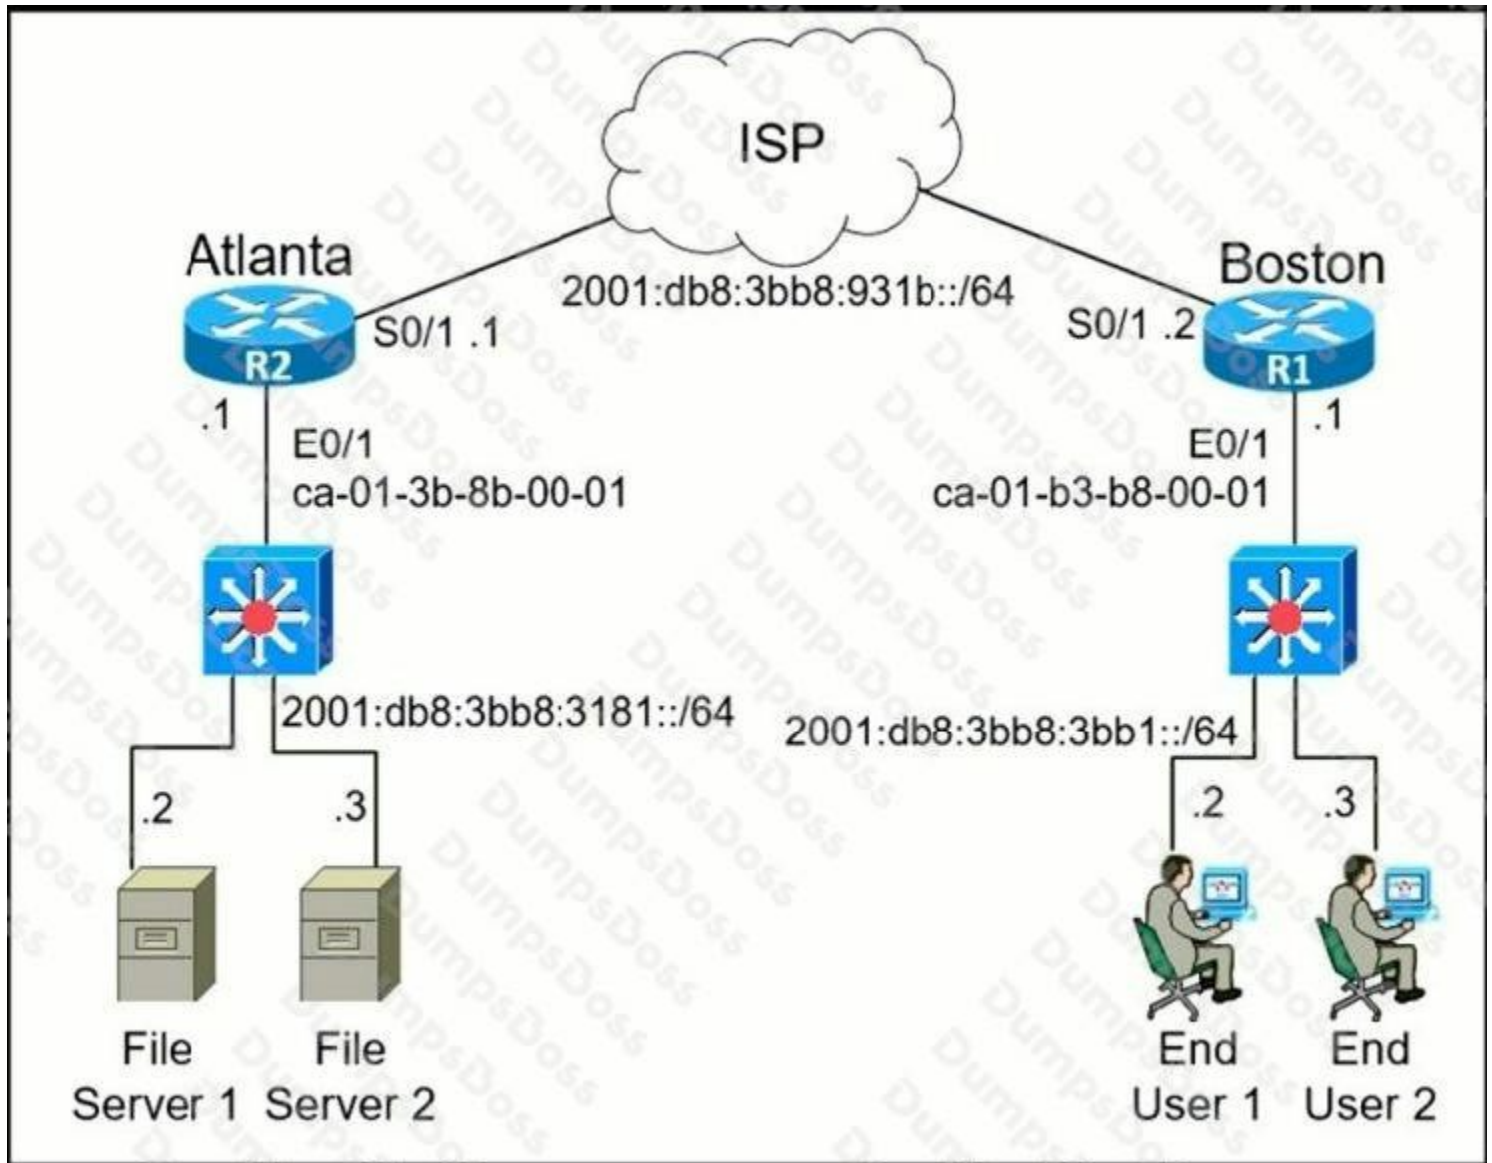 ISP
Atlanta
Boston
2001:db8:3bb8:931b::/64
S0/1 .1
S0/1 .2
R2
R1
.1
.1
E0/1
E0/1
ca-01-3b-8b-00-01
ca-01-b3-b8-00-01
2001:db8:3bb8:3181::/64
2001:db8:3bb8:3bb1::/64
.2
.3
.2
.3
File
Server 1
File
Server 2
End
User 1
End
User 2
DumpsDoss